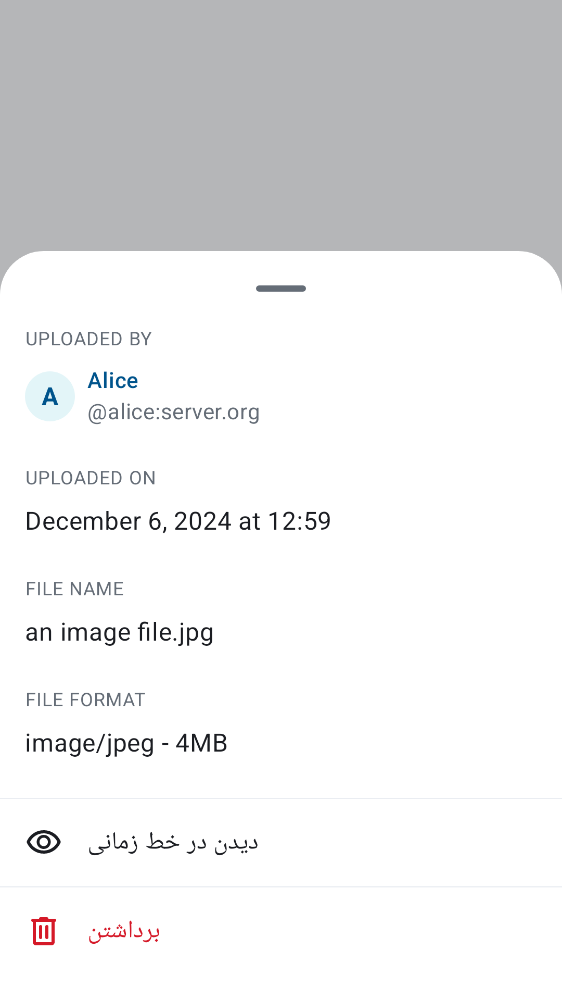 UPLOADED BY
A
Alice
@alice:server.org
UPLOADED ON
December 6, 2024 at 12:59
FILE NAME
an image file.jpg
FILE FORMAT
image/jpeg - 4MB
دیدن در خط زمانی
برداشتن